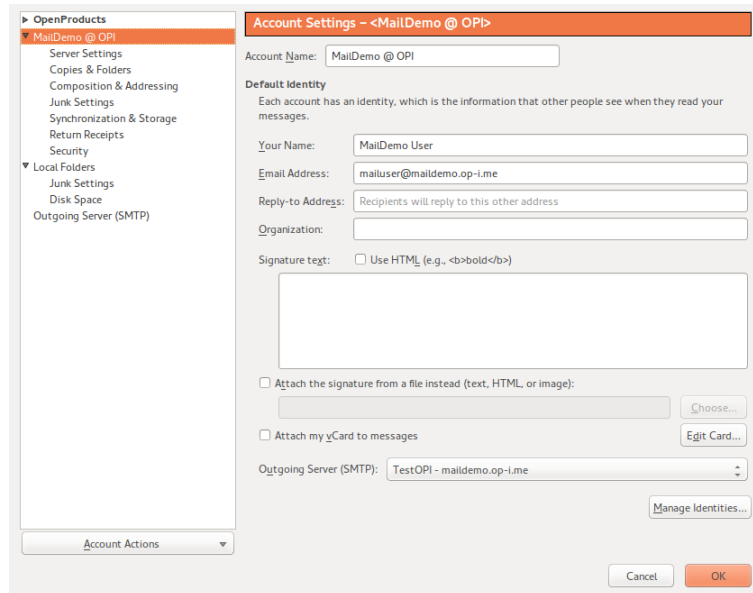 OpenProducts
MailDemo @ OPI
Server Settings
Copies & Folders
Composition & Addressing
Junk Settings
Synchronization & Storage
Return Receipts
Security
Local Folders
Junk Settings
Disk Space
Outgoing Server (SMTP)
Account Actions
Account Settings – <MailDemo @ OPI>
Account Name: MailDemo @ OPI
Default Identity
Each account has an identity, which is the information that other people see when they read your
messages.
Your Name: MailDemo User
Email Address: mailuser@maildemo.op-i.me
Reply-to Address: Recipients will reply to this other address
Organization:
Signature text: Use HTML (e.g., <b>bold</b>)
Attach the signature from a file instead (text, HTML, or image):
Choose...
Attach my vCard to messages
Edit Card...
Outgoing Server (SMTP): TestOPI - maildemo.op-i.me
Manage Identities...
Cancel OK